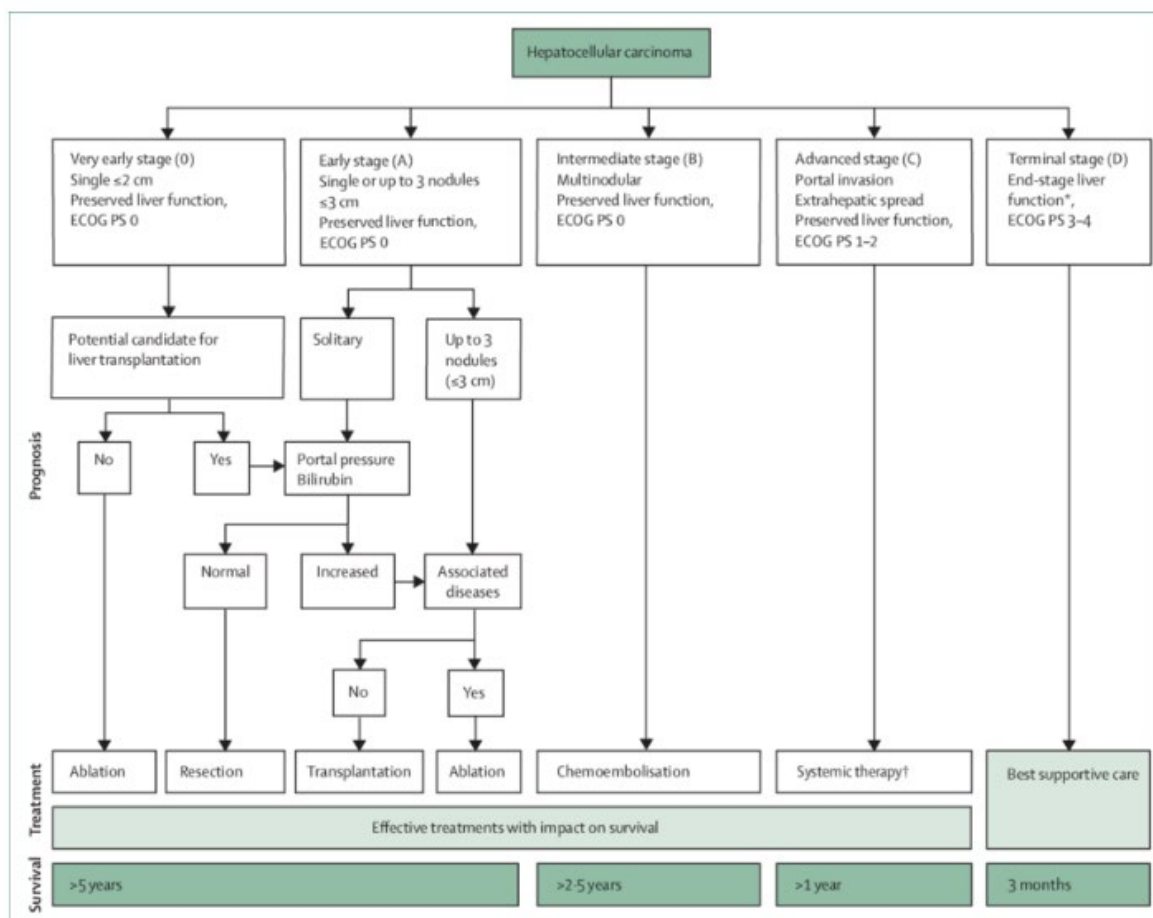 Hepatocellular carcinoma
Very early stage (0)
Single ≤2 cm
Preserved liver function,
ECOG PS 0
Early stage (A)
Single or up to 3 nodules
≤3 cm
Preserved liver function,
ECOG PS 0
Intermediate stage (B)
Multinodular
Preserved liver function,
ECOG PS 0
Advanced stage (C)
Portal invasion
Extrahepatic spread
Preserved liver function,
ECOG PS 1–2
Terminal stage (D)
End-stage liver
function*,
ECOG PS 3–4
Potential candidate for
liver transplantation
Solitary
Up to 3
nodules
(≤3 cm)
Prognosis
No
Yes
Portal pressure
Bilirubin
Normal
Increased
Associated
diseases
No
Yes
Treatment
Ablation
Resection
Transplantation
Ablation
Chemoembolisation
Systemic therapy†
Best supportive care
Effective treatments with impact on survival
Survival
>5 years
>2·5 years
>1 year
3 months